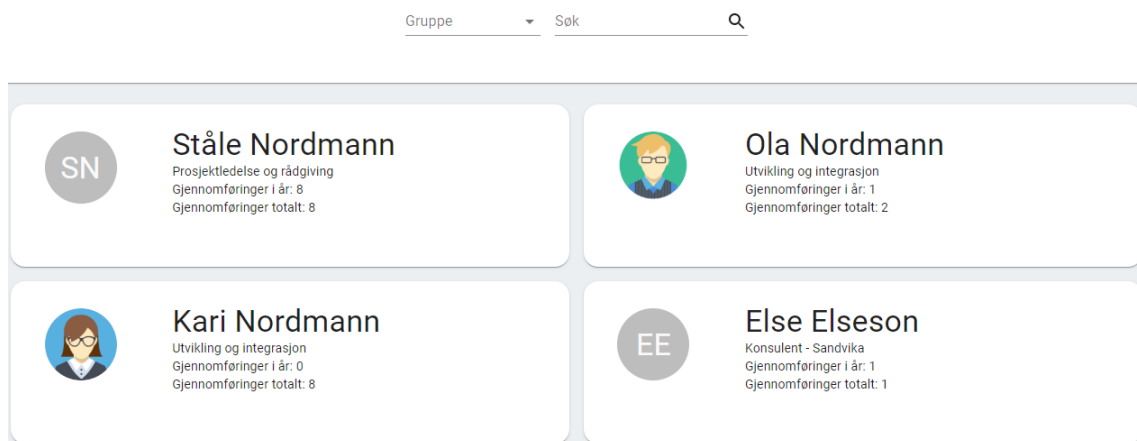 Gruppe Søk
SN
Ståle Nordmann
Prosjektledelse og rådgiving
Gjennomføringer i år: 8
Gjennomføringer totalt: 8
Ola Nordmann
Utvikling og integrasjon
Gjennomføringer i år: 1
Gjennomføringer totalt: 2
Kari Nordmann
Utvikling og integrasjon
Gjennomføringer i år: 0
Gjennomføringer totalt: 8
EE
Else Elseson
Konsulent - Sandvika
Gjennomføringer i år: 1
Gjennomføringer totalt: 1